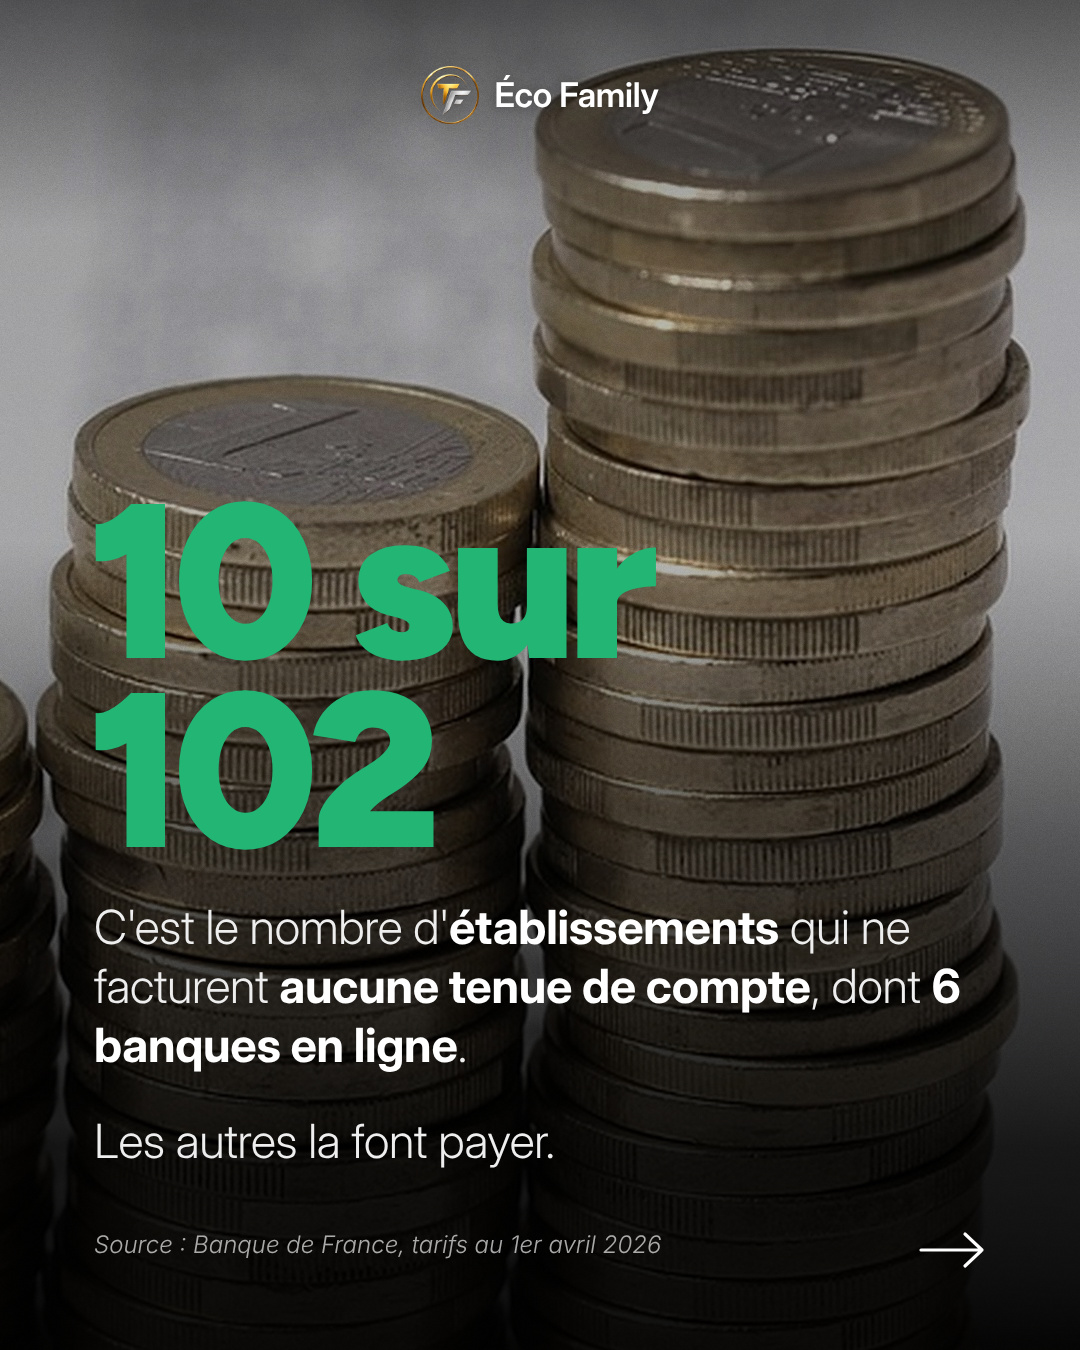 Éco Family
10 sur
102
C'est le nombre d'établissements qui ne
facturent aucune tenue de compte, dont 6
banques en ligne.
Les autres la font payer.
Source : Banque de France, tarifs au 1er avril 2026